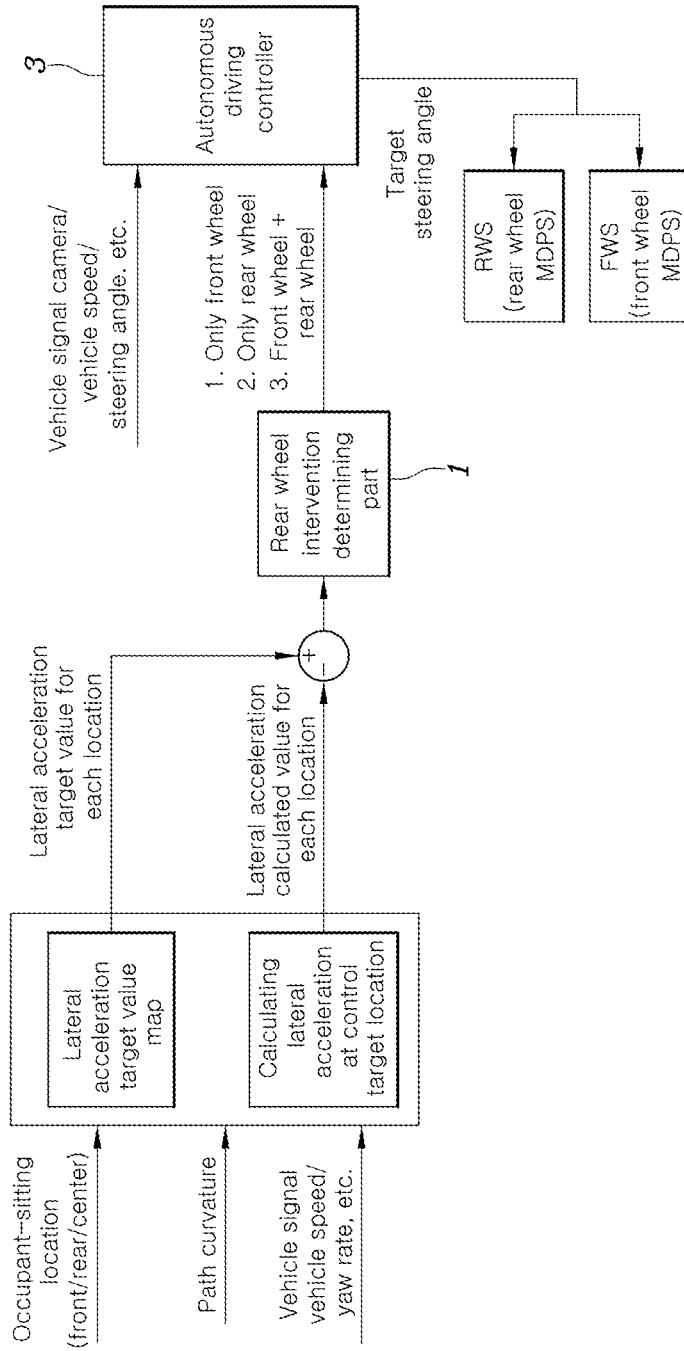 Occupant-sitting
location
(front/rear/center)
Path curvature
Vehicle signal
vehicle speed/
yaw rate, etc.
Lateral
acceleration
target value
map
Calculating
lateral
acceleration
at control
target location
Lateral acceleration
target value for
each location
Lateral acceleration
calculated value for
each location
+
−
Rear wheel
intervention
determining
part
1
Vehicle signal camera/
vehicle speed/
steering angle. etc.
1. Only front wheel
2. Only rear wheel
3. Front wheel +
rear wheel
Autonomous
driving
controller
3
Target
steering angle
RWS
(rear wheel
MDPS)
FWS
(front wheel
MDPS)